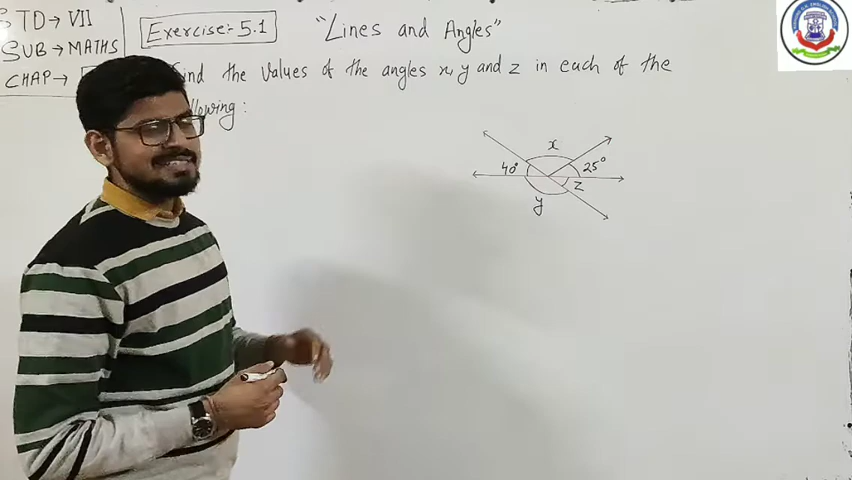 STD → VII
SUB → MATHS
CHAP →
Exercise:- 5.1
"Lines and Angles"
Find the values of the angles x, y and z in each of the
:
x
40°
25°
z
y